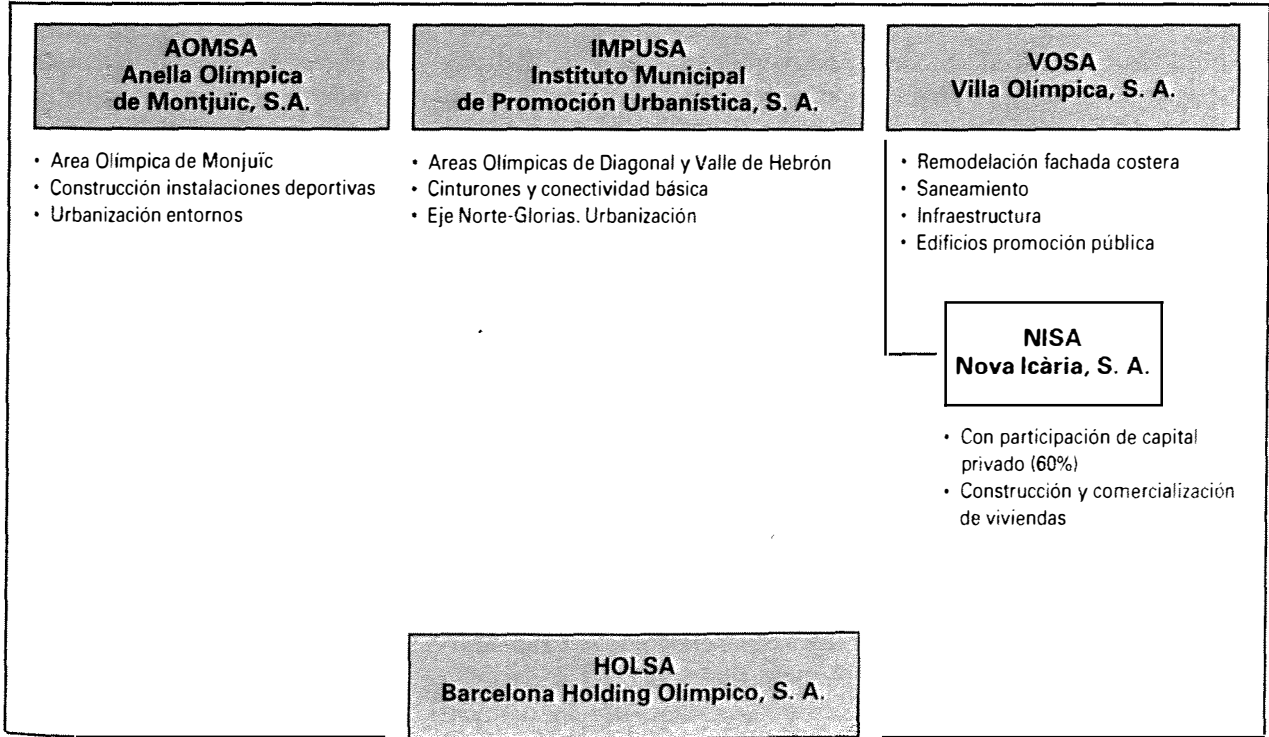 AOMSA
Anella Olímpica
de Montjuïc, S.A.
· Area Olímpica de Monjuïc
· Construcción instalaciones deportivas
· Urbanización entornos
IMPUSA
Instituto Municipal
de Promoción Urbanística, S. A.
· Areas Olímpicas de Diagonal y Valle de Hebrón
· Cinturones y conectividad básica
· Eje Norte-Glorias. Urbanización
VOSA
Villa Olímpica, S. A.
· Remodelación fachada costera
· Saneamiento
· Infraestructura
· Edificios promoción pública
NISA
Nova Icària, S. A.
· Con participación de capital
privado (60%)
· Construcción y comercialización
de viviendas
HOLSA
Barcelona Holding Olímpico, S. A.